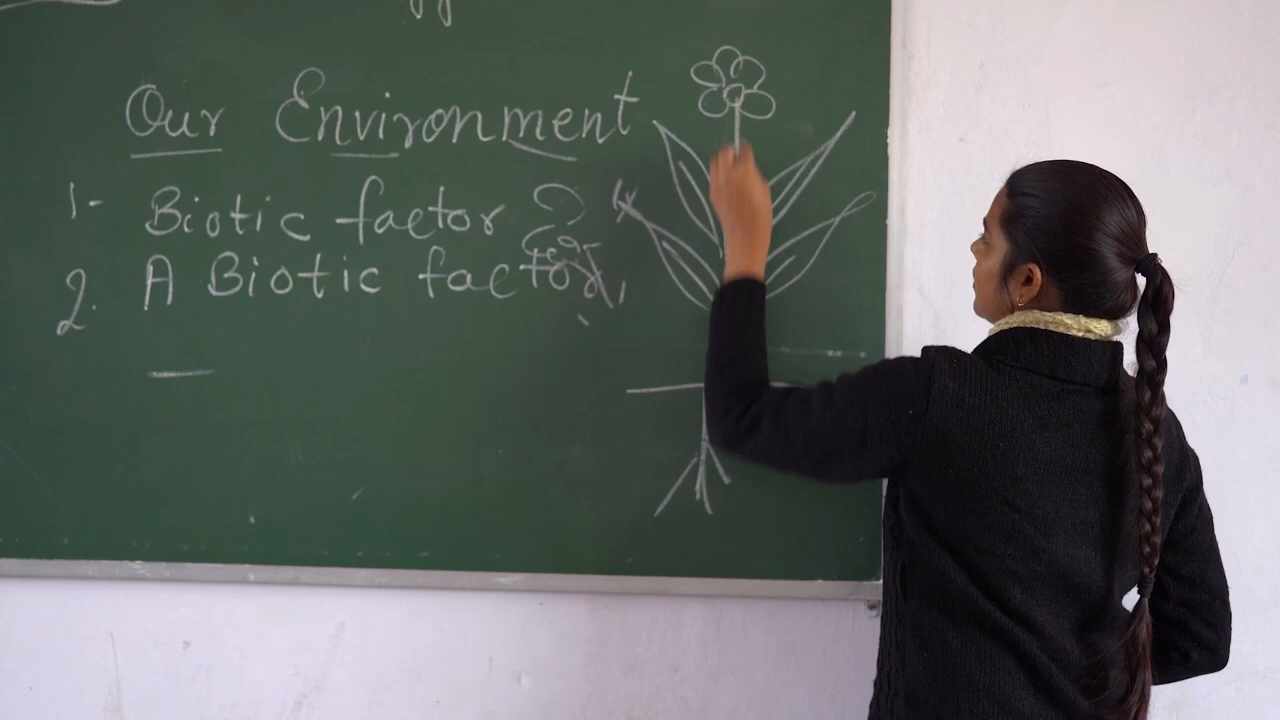 Our Environment
1- Biotic factor
2. A Biotic factor